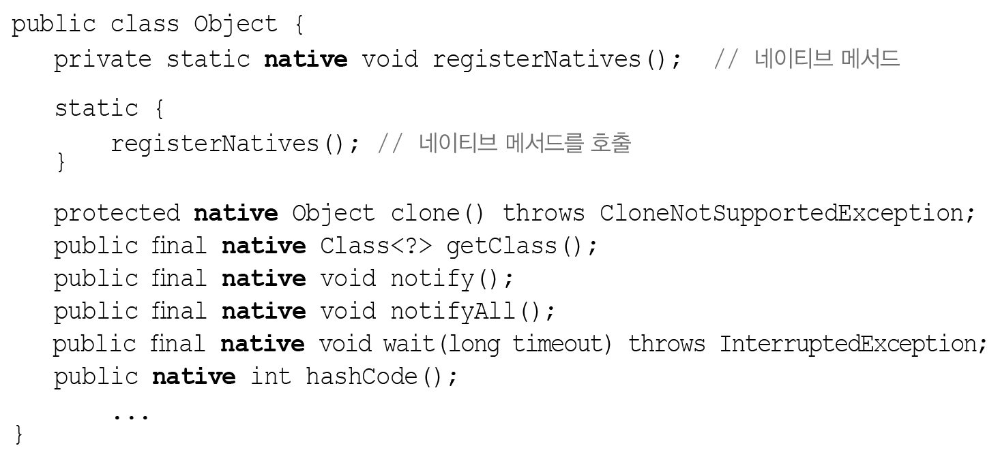 public class Object {
private static native void registerNatives(); // 네이티브 메서드
static {
registerNatives(); // 네이티브 메서드를 호출
}
protected native Object clone() throws CloneNotSupportedException;
public final native Class<?> getClass();
public final native void notify();
public final native void notifyAll();
public final native void wait(long timeout) throws InterruptedException;
public native int hashCode();
...
}